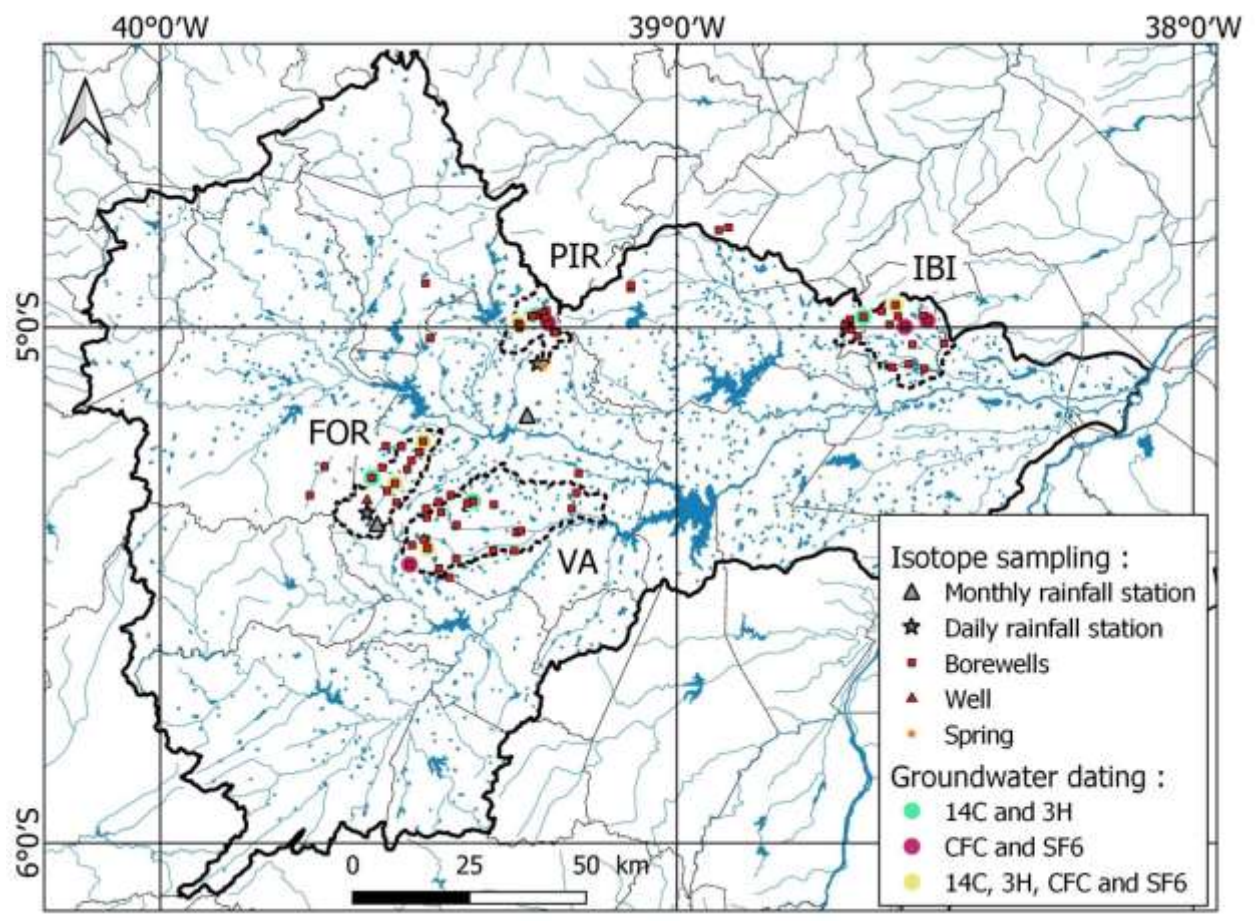 40°0′W 39°0′W 38°0′W
PIR
IBI
5°0′S
FOR
VA
Isotope sampling :
Monthly rainfall station
Daily rainfall station
Borewells
Well
Spring
Groundwater dating :
14C and 3H
CFC and SF6
14C, 3H, CFC and SF6
6°0′S
0 25 50 km